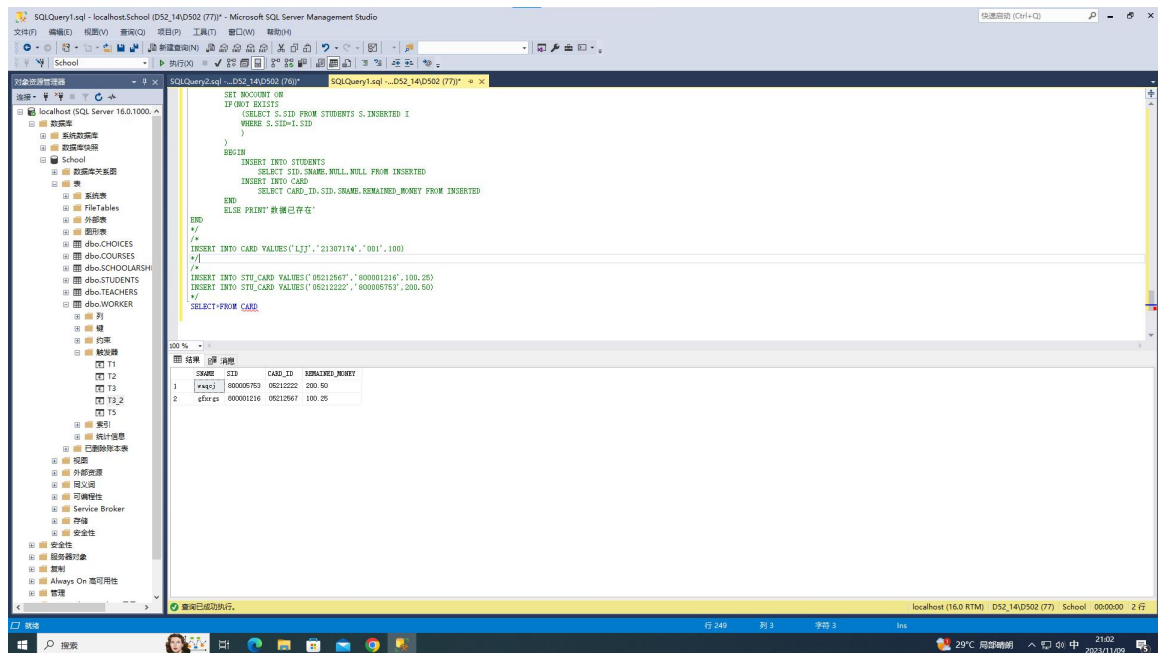 SQLQuery1.sql - localhost.School (D52_14\D502 (77))* - Microsoft SQL Server Management Studio
快速启动 (Ctrl+Q)
文件(F) 编辑(E) 视图(V) 查询(Q) 项目(P) 工具(T) 窗口(W) 帮助(H)
新建查询(N)
School
执行(X)
对象资源管理器
连接
localhost (SQL Server 16.0.1000.
数据库
系统数据库
数据库快照
School
数据库关系图
表
系统表
FileTables
外部表
图形表
dbo.CHOICES
dbo.COURSES
dbo.SCHOOLARSHI
dbo.STUDENTS
dbo.TEACHERS
dbo.WORKER
列
键
约束
触发器
T1
T2
T3
T3_2
T5
索引
统计信息
已删除账本表
视图
外部资源
同义词
可编程性
Service Broker
存储
安全性
安全性
服务器对象
复制
Always On 高可用性
管理
SQLQuery2.sql -...D52_14\D502 (76))*
SQLQuery1.sql -...D52_14\D502 (77))*
SET NOCOUNT ON
IF(NOT EXISTS
(SELECT S.SID FROM STUDENTS S,INSERTED I
WHERE S.SID=I.SID
)
)
BEGIN
INSERT INTO STUDENTS
SELECT SID,SNAME,NULL,NULL FROM INSERTED
INSERT INTO CARD
SELECT CARD_ID,SID,SNAME,REMAINED_MONEY FROM INSERTED
END
ELSE PRINT'数据已存在'
END
*/
/*
INSERT INTO CARD VALUES('LJJ','21307174','001',100)
*/
/*
INSERT INTO STU_CARD VALUES('05212567','800001216',100.25)
INSERT INTO STU_CARD VALUES('05212222','800005753',200.50)
*/
SELECT*FROM CARD
100 %
结果 消息
SNAME SID CARD_ID REMAINED_MONEY
1 waqcj 800005753 05212222 200.50
2 gfxrgs 800001216 05212567 100.25
查询已成功执行。
localhost (16.0 RTM) D52_14\D502 (77) School 00:00:00 2 行
就绪
行 249 列 3 字符 3 Ins
搜索
29°C 局部晴朗
中
21:02
2023/11/09